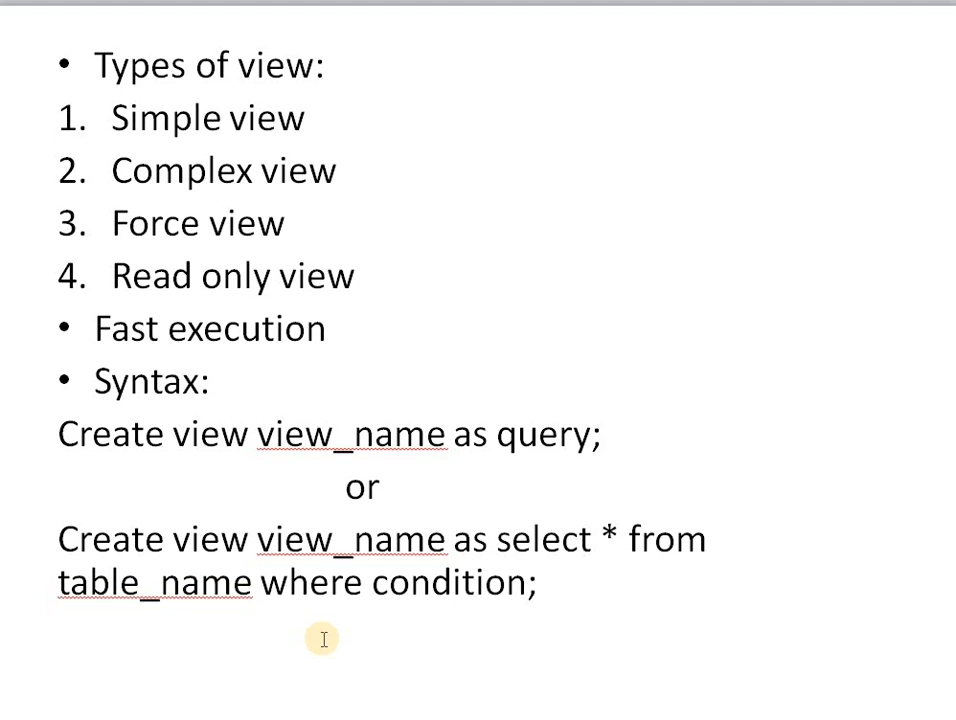 • Types of view:
1. Simple view
2. Complex view
3. Force view
4. Read only view
• Fast execution
• Syntax:
Create view view_name as query;
or
Create view view_name as select * from
table_name where condition;